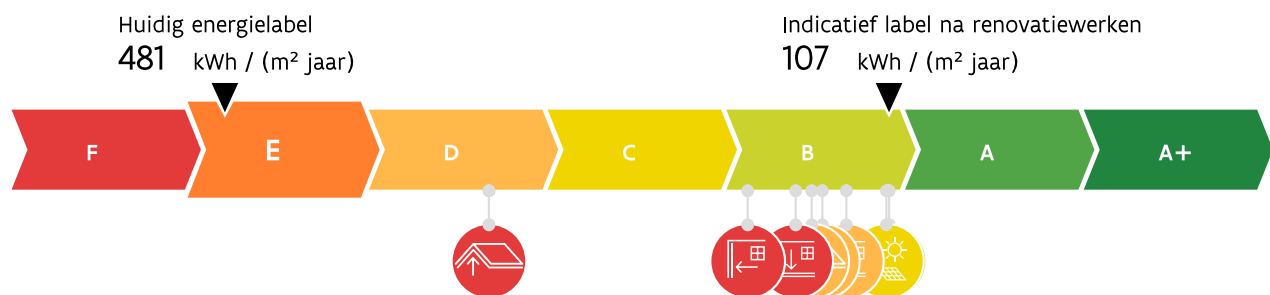 Huidig energielabel
481 kWh / (m² jaar)
Indicatief label na renovatiewerken
107 kWh / (m² jaar)
F E D C B A A+